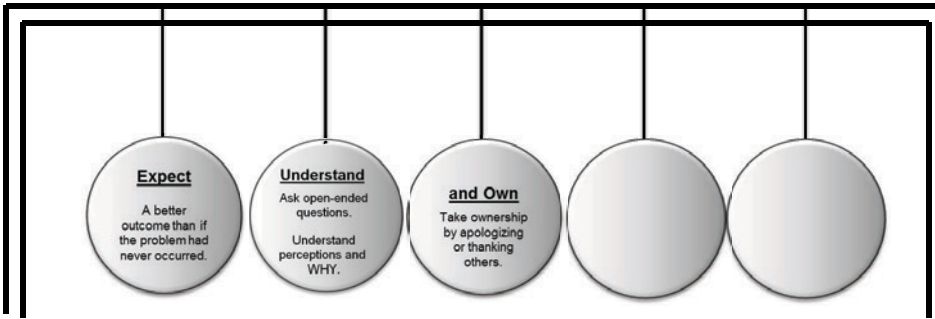 Expect
A better
outcome than if
the problem had
never occurred.
Understand
Ask open-ended
questions.
Understand
perceptions and
WHY.
and Own
Take ownership
by apologizing
or thanking
others.